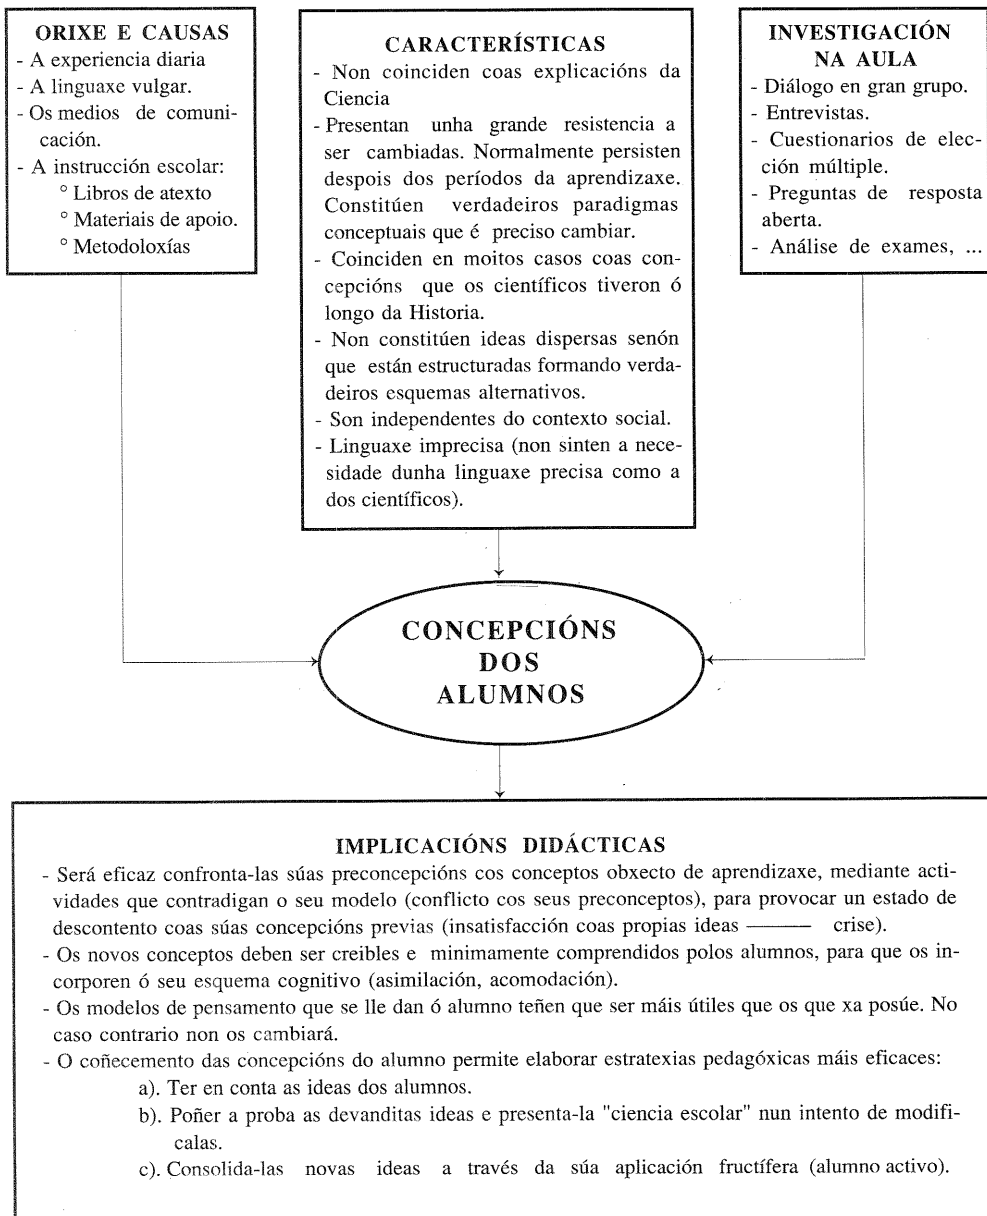 ORIXE E CAUSAS
- A experiencia diaria
- A linguaxe vulgar.
- Os medios de comuni-
cación.
- A instrucción escolar:
° Libros de atexto
° Materiais de apoio.
° Metodoloxías
CARACTERÍSTICAS
- Non coinciden coas explicacións da
Ciencia
- Presentan unha grande resistencia a
ser cambiadas. Normalmente persisten
despois dos períodos da aprendizaxe.
Constitúen verdadeiros paradigmas
conceptuais que é preciso cambiar.
- Coinciden en moitos casos coas con-
cepcións que os científicos tiveron ó
longo da Historia.
- Non constitúen ideas dispersas senón
que están estructuradas formando verda-
deiros esquemas alternativos.
- Son independentes do contexto social.
- Linguaxe imprecisa (non sinten a nece-
sidade dunha linguaxe precisa como a
dos científicos).
INVESTIGACIÓN
NA AULA
- Diálogo en gran grupo.
- Entrevistas.
- Cuestionarios de elec-
ción múltiple.
- Preguntas de resposta
aberta.
- Análise de exames, ...
CONCEPCIÓNS
DOS
ALUMNOS
IMPLICACIÓNS DIDÁCTICAS
- Será eficaz confronta-las súas preconcepcións cos conceptos obxecto de aprendizaxe, mediante acti-
vidades que contradigan o seu modelo (conflicto cos seus preconceptos), para provocar un estado de
descontento coas súas concepcións previas (insatisfacción coas propias ideas ——— crise).
- Os novos conceptos deben ser creibles e minimamente comprendidos polos alumnos, para que os in-
corporen ó seu esquema cognitivo (asimilación, acomodación).
- Os modelos de pensamento que se lle dan ó alumno teñen que ser máis útiles que os que xa posúe. No
caso contrario non os cambiará.
- O coñecemento das concepcións do alumno permite elaborar estratexias pedagóxicas máis eficaces:
a). Ter en conta as ideas dos alumnos.
b). Poñer a proba as devanditas ideas e presenta-la "ciencia escolar" nun intento de modifi-
calas.
c). Consolida-las novas ideas a través da súa aplicación fructífera (alumno activo).